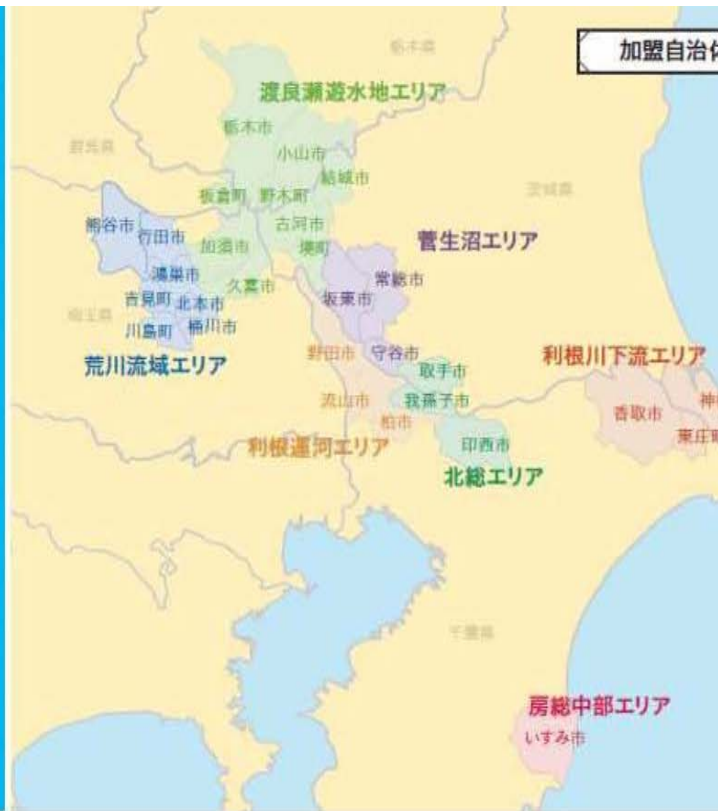 栃木県
加盟自治体
渡良瀬遊水地エリア
栃木市
小山市
群馬県
結城市
茨城県
板倉町
野木町
熊谷市
行田市
古河市
加須市
境町
菅生沼エリア
鴻巣市
常総市
久喜市
坂東市
吉見町
北本市
埼玉県
川島町
桶川市
野田市
守谷市
利根川下流エリア
荒川流域エリア
取手市
流山市
我孫子市
神
香取市
柏市
東庄町
利根運河エリア
印西市
北総エリア
千葉県
房総中部エリア
いすみ市